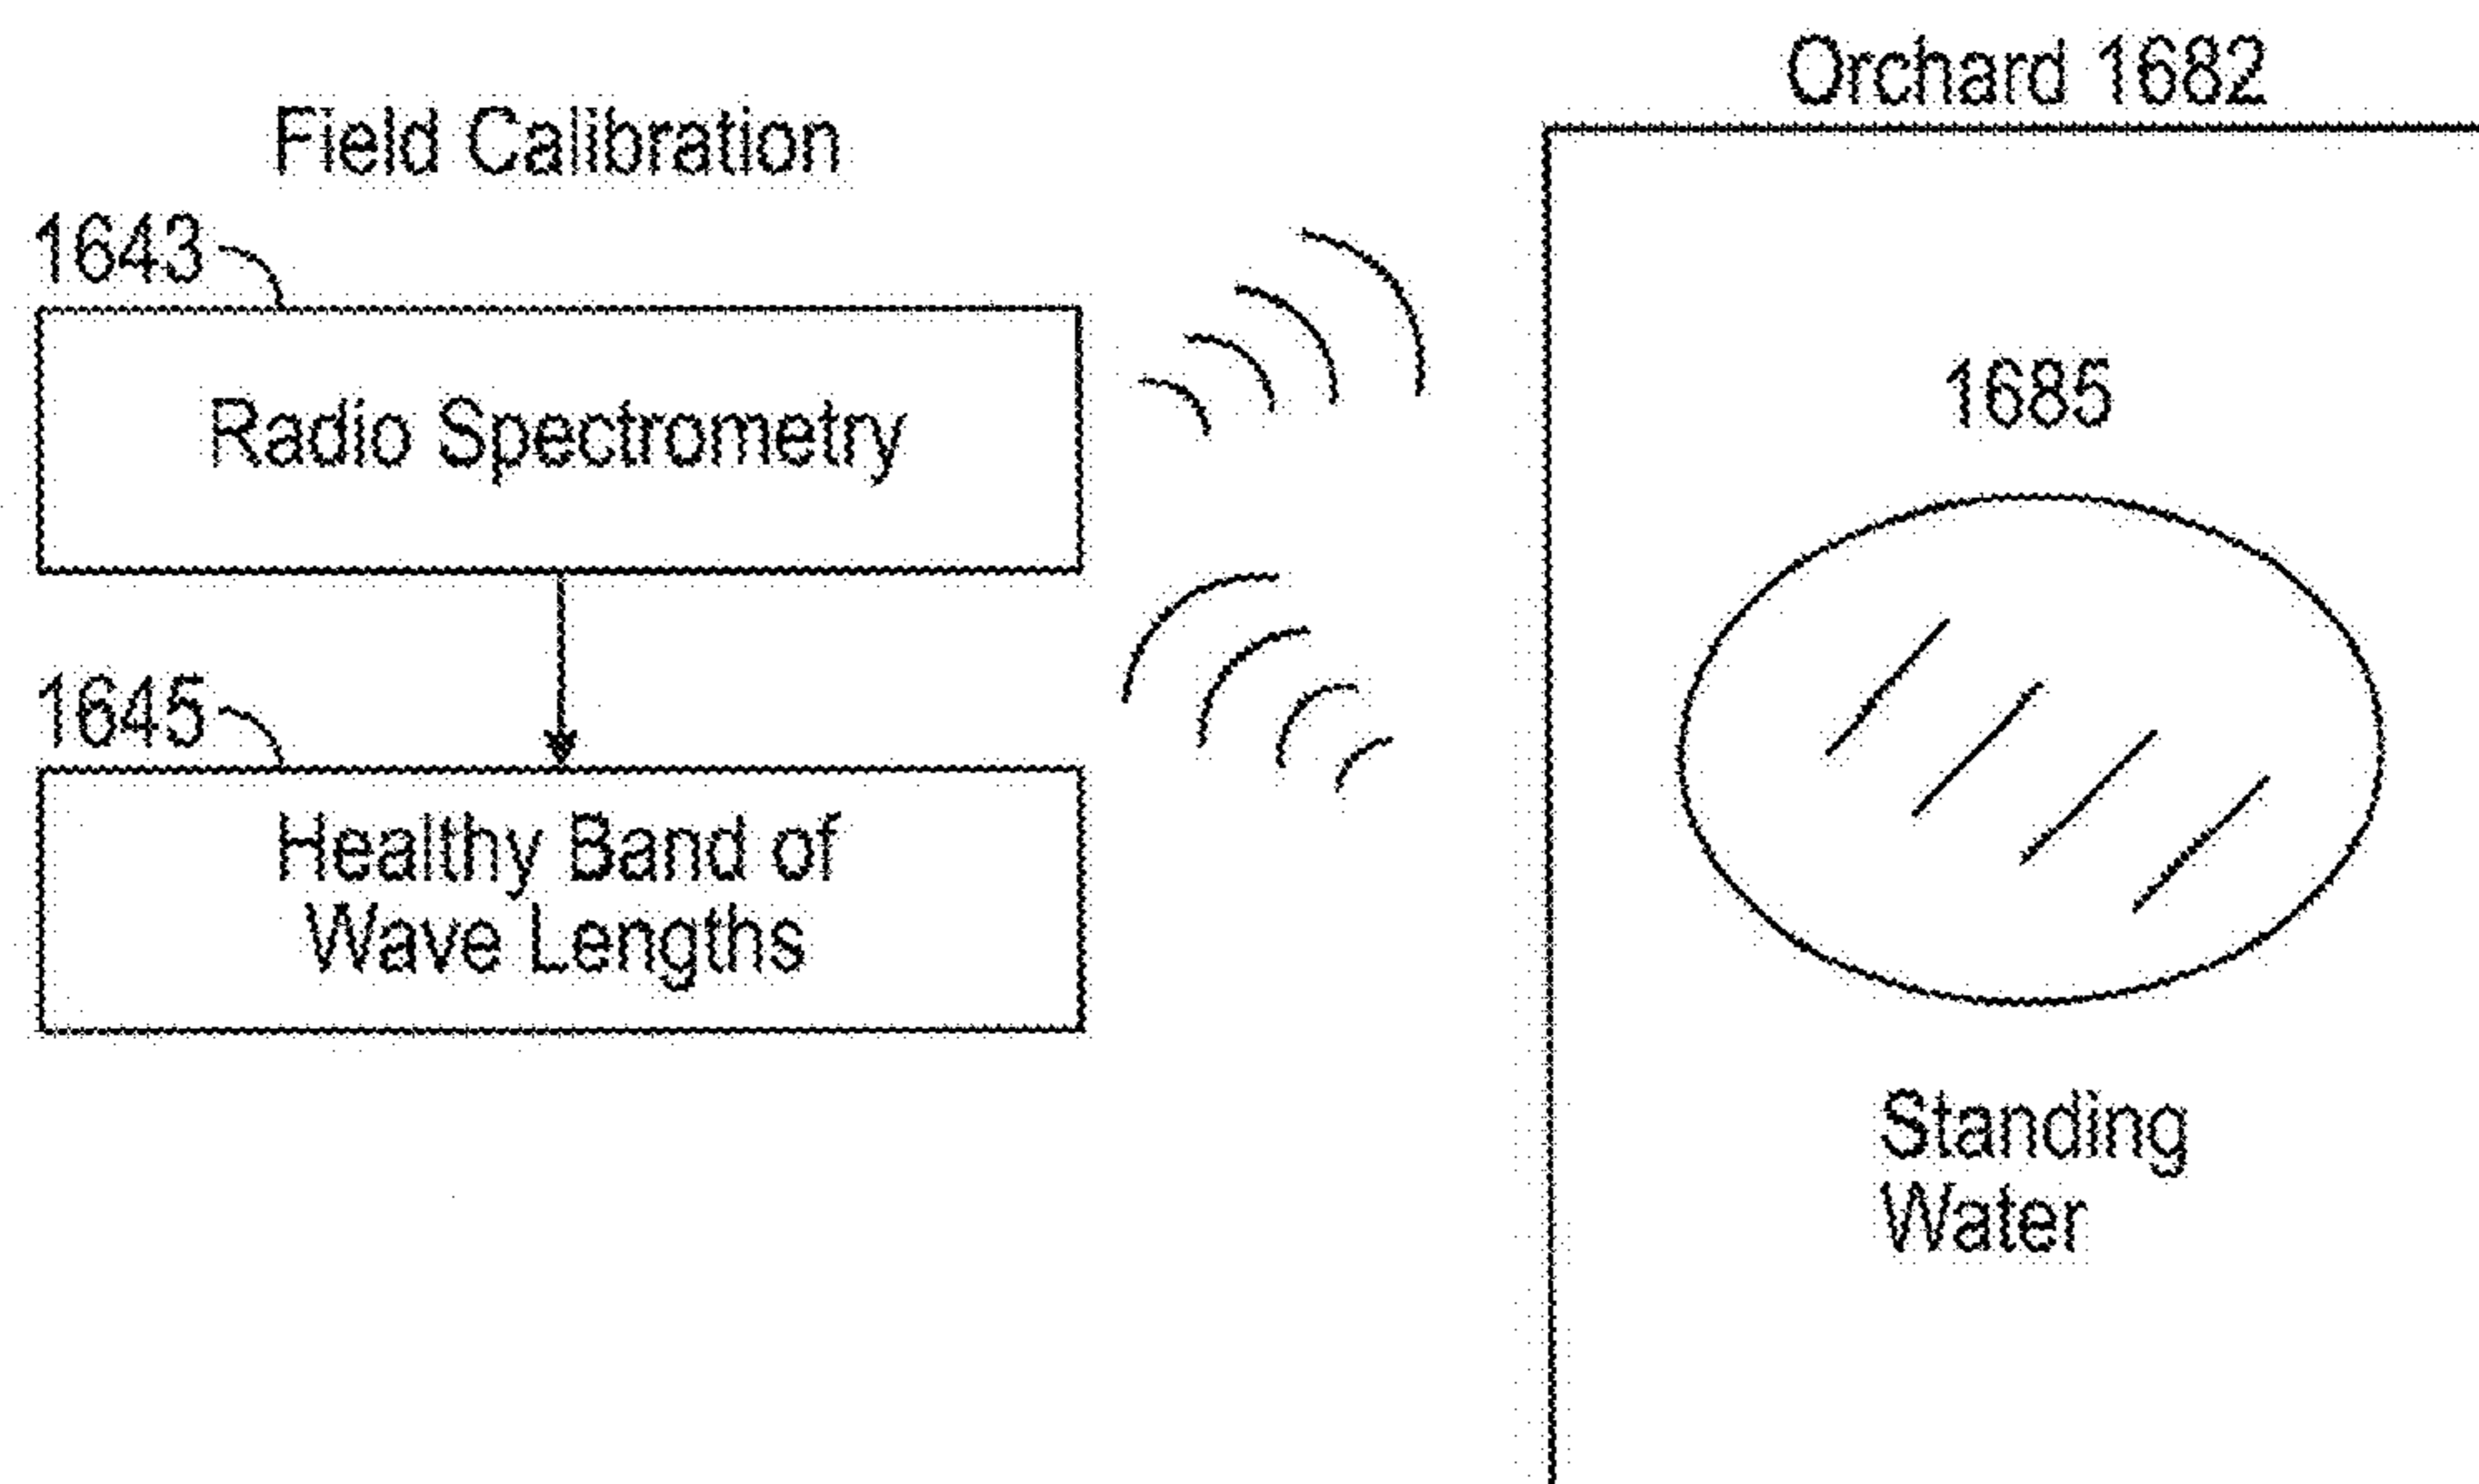 Field Calibration
1643
Radio Spectrometry
1645
Healthy Band of
Wave Lengths
Orchard 1682
1685
Standing
Water